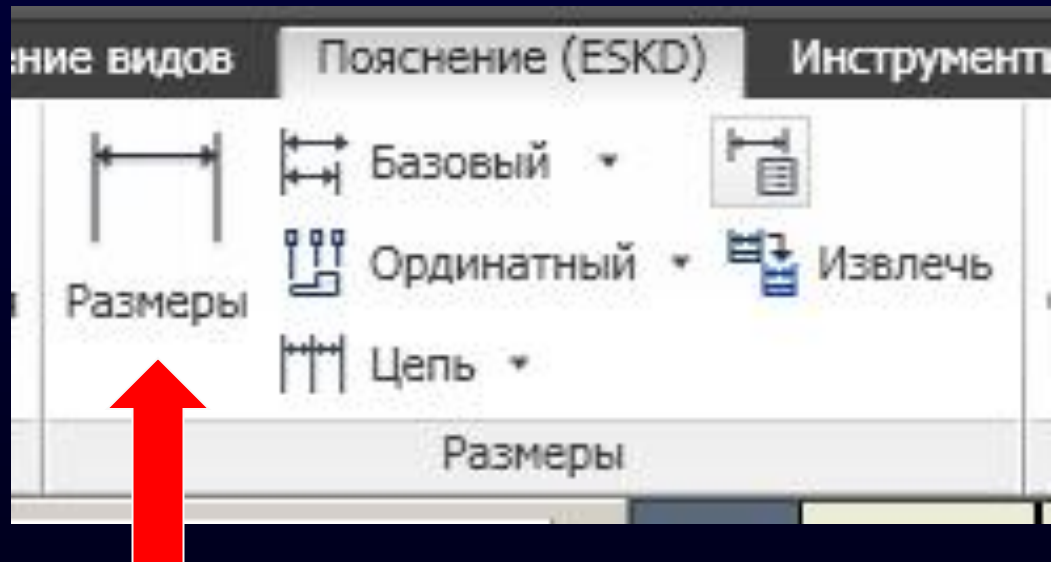 ние видов Пояснение (ESKD) Инструмент
Базовый
Размеры Ординатный Извлечь
Цепь
Размеры